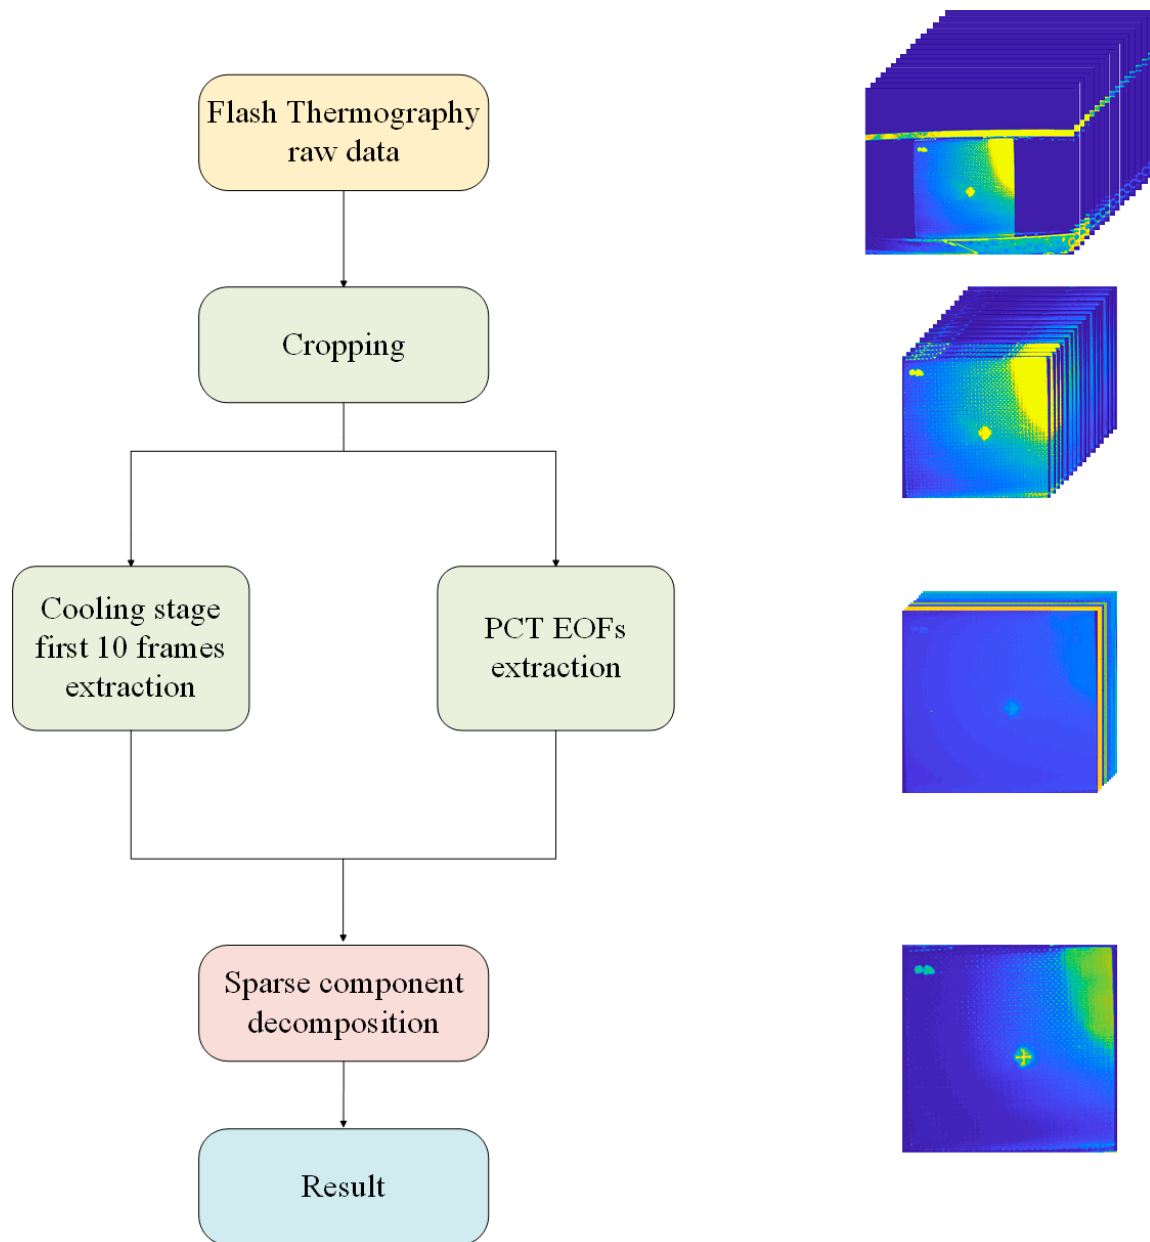 Flash Thermography
raw data
Cropping
Cooling stage
first 10 frames
extraction
PCT EOFs
extraction
Sparse component
decomposition
Result